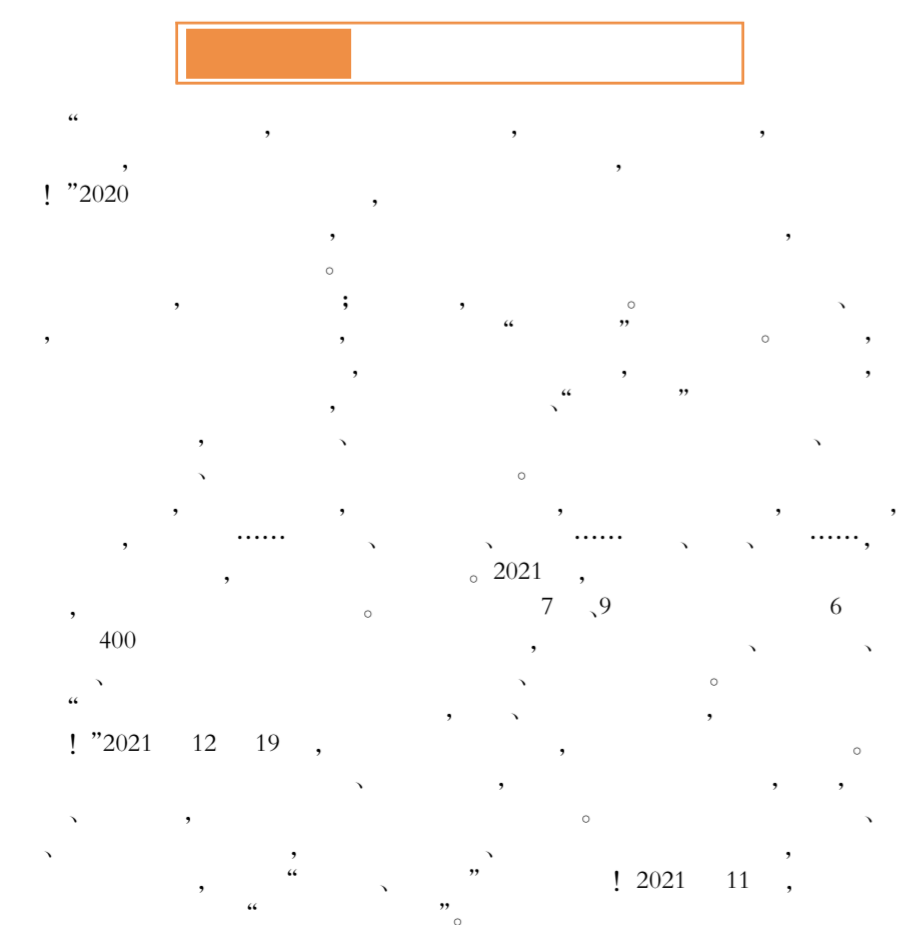 “ , , ,
, ,
！ ”2020 ,
, ,
。
, ； , 。 、
, , “ ” 。 ,
, , ,
, 、“ ”
, 、 、
、 。
, , , , ,
, …… 、 、 …… 、 、 ……,
, 。 2021 ,
, 。 7 、9 6
400 , 、 、
、 、 。
“ , 、 ,
！ ”2021 12 19 , , 。
、 , , ,
、 , 。 、
、 , 、 ,
, “ 、 ” ！ 2021 11 ,
“ ”。